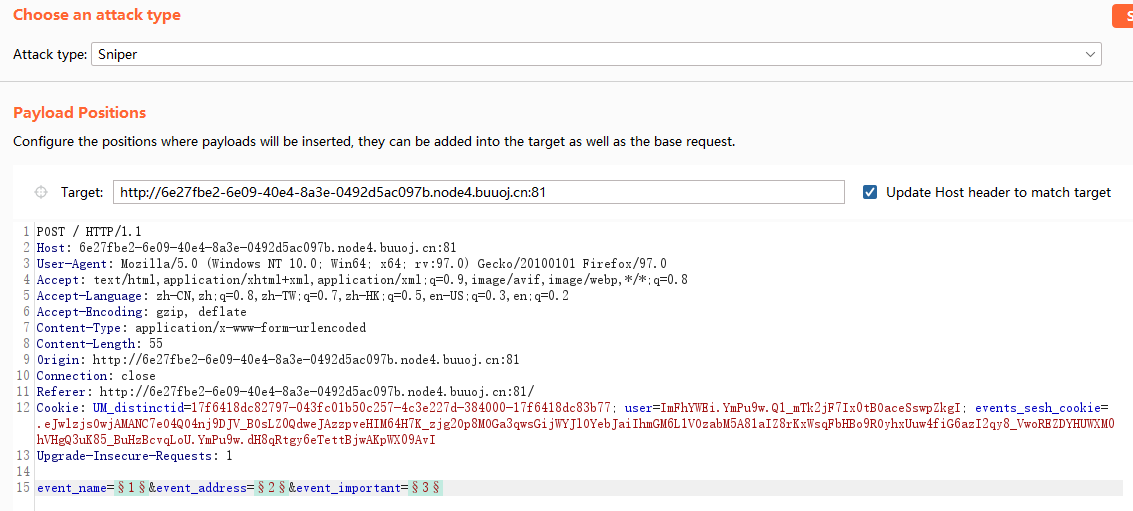 Choose an attack type
S
Attack type: Sniper
Payload Positions
Configure the positions where payloads will be inserted, they can be added into the target as well as the base request.
Target: http://6e27fbe2-6e09-40e4-8a3e-0492d5ac097b.node4.buuoj.cn:81 Update Host header to match target
1 POST / HTTP/1.1
2 Host: 6e27fbe2-6e09-40e4-8a3e-0492d5ac097b.node4.buuoj.cn:81
3 User-Agent: Mozilla/5.0 (Windows NT 10.0; Win64; x64; rv:97.0) Gecko/20100101 Firefox/97.0
4 Accept: text/html,application/xhtml+xml,application/xml;q=0.9,image/avif,image/webp,*/*;q=0.8
5 Accept-Language: zh-CN,zh;q=0.8,zh-TW;q=0.7,zh-HK;q=0.5,en-US;q=0.3,en;q=0.2
6 Accept-Encoding: gzip, deflate
7 Content-Type: application/x-www-form-urlencoded
8 Content-Length: 55
9 Origin: http://6e27fbe2-6e09-40e4-8a3e-0492d5ac097b.node4.buuoj.cn:81
10 Connection: close
11 Referer: http://6e27fbe2-6e09-40e4-8a3e-0492d5ac097b.node4.buuoj.cn:81/
12 Cookie: UM_distinctid=17f6418dc82797-043fc01b50c257-4c3e227d-384000-17f6418dc83b77; user=ImFhYWEi.YmPu9w.Q1_mTk2jF7Ix0tB0aceSswpZkgI; events_sesh_cookie=
.eJwlzjsOwjAMANC7e04Q04nj9DJV_B0sLZ0QdweJAzzpveHIM64H7K_zjg20p8M0Ga3qwsGijWYJl0YebJaiIhmGM6L1V0zabM5A8laIZ8rKxWsqFbHBo9R0yhxUuw4fiG6azI2qy8_VwoREZDYHUWXM0
hVHgQ3uK85_BuHzBcvqLoU.YmPu9w.dH8qRtgy6eTettBjwAKpWX09AvI
13 Upgrade-Insecure-Requests: 1
14
15 event_name=§1§&event_address=§2§&event_important=§3§